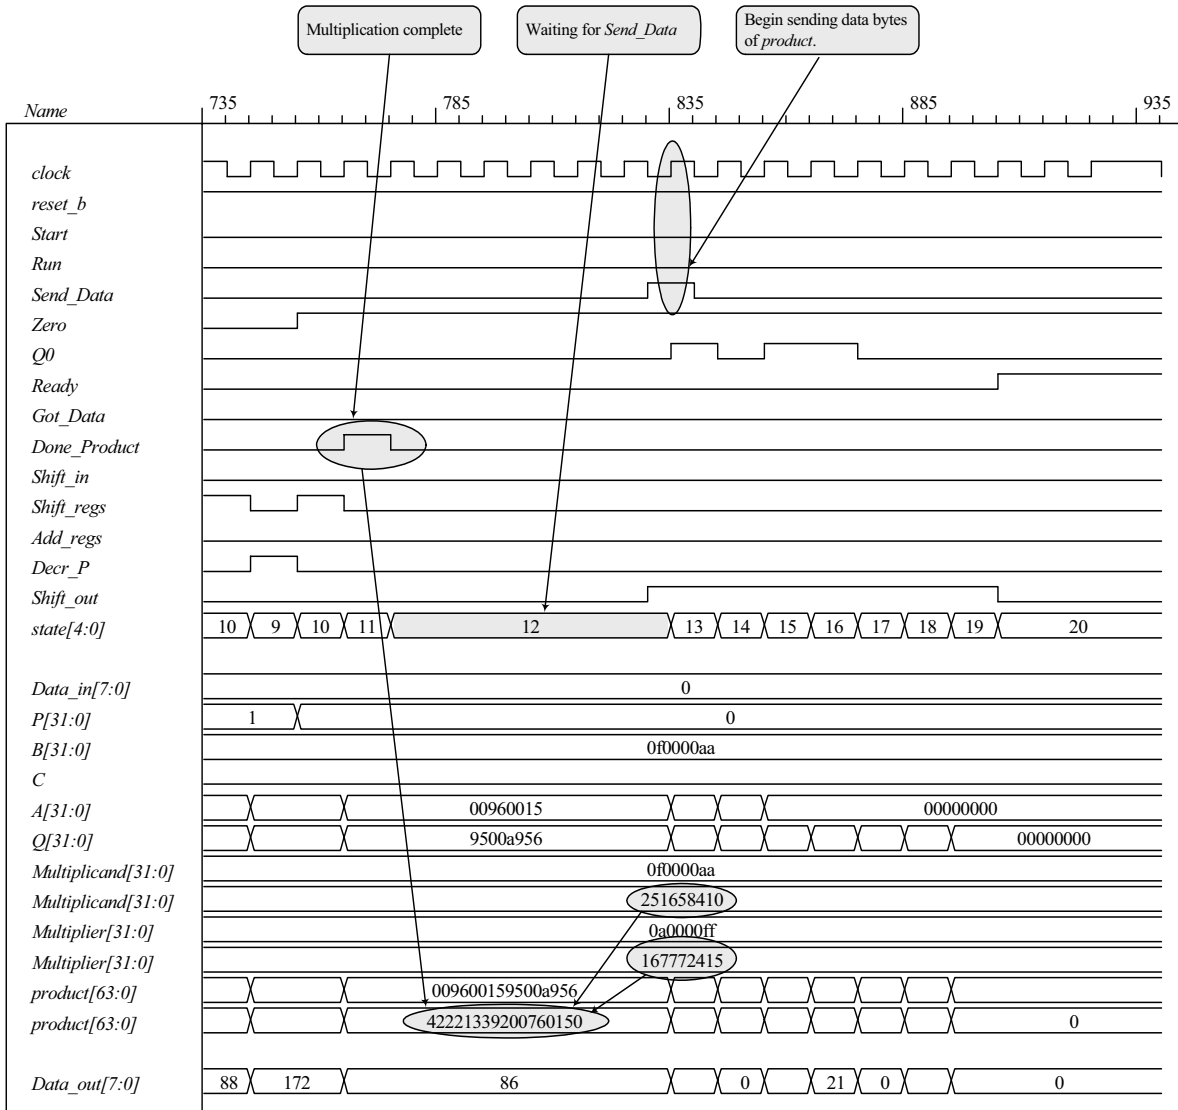 Multiplication complete
Waiting for Send_Data
Begin sending data bytes
of product.
Name
735 785 835 885 935
clock
reset_b
Start
Run
Send_Data
Zero
Q0
Ready
Got_Data
Done_Product
Shift_in
Shift_regs
Add_regs
Decr_P
Shift_out
state[4:0] 10 9 10 11 12 13 14 15 16 17 18 19 20
Data_in[7:0] 0
P[31:0] 1 0
B[31:0] 0f0000aa
C
A[31:0] 00960015 00000000
Q[31:0] 9500a956 00000000
Multiplicand[31:0] 0f0000aa
Multiplicand[31:0] 251658410
Multiplier[31:0] 0a0000ff
Multiplier[31:0] 167772415
product[63:0] 009600159500a956
product[63:0] 42221339200760150 0
Data_out[7:0] 88 172 86 0 21 0 0